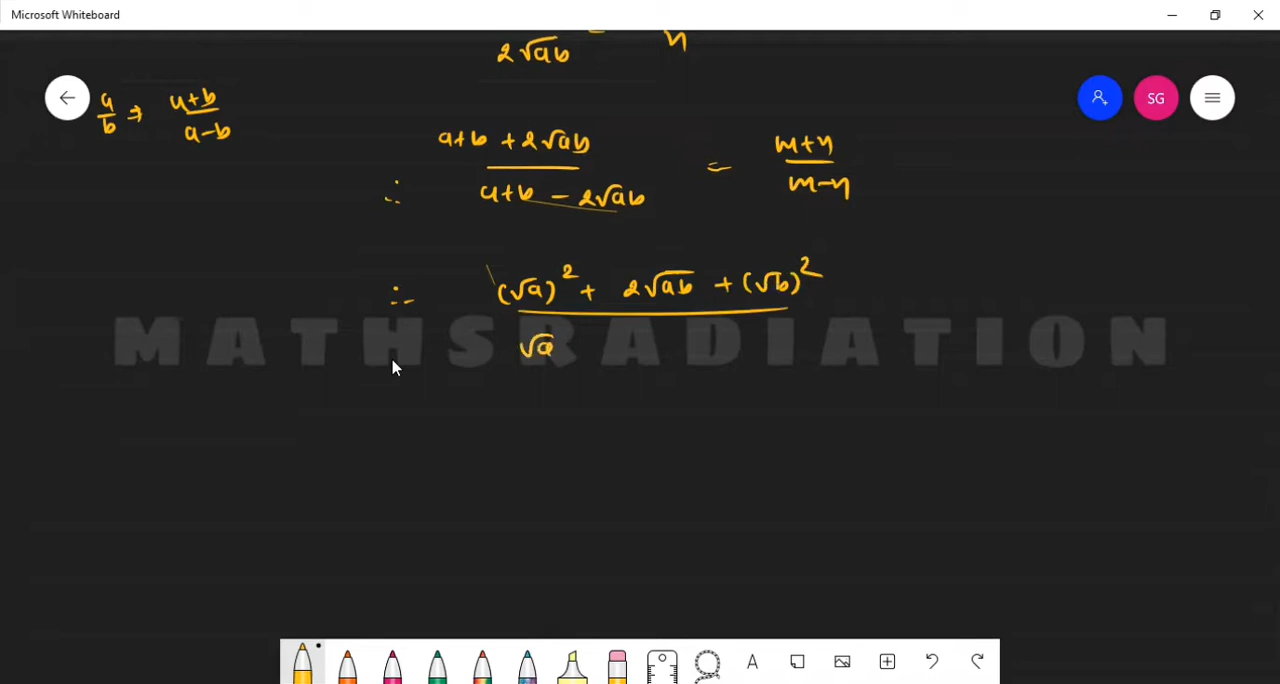 Microsoft Whiteboard
2√ab = n
a/b ⇒ a+b/a-b
SG
∴ a+b+2√ab/a+b-2√ab = m+n/m-n
∴ (√a)² + 2√ab + (√b)²
√a
MATHSRADIATION
A